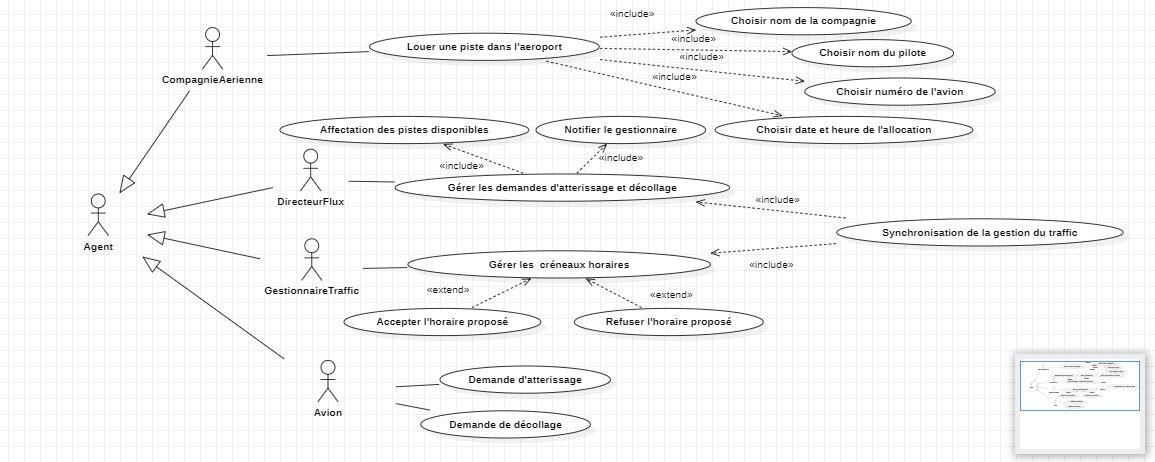 «include»
Choisir nom de la compagnie
Louer une piste dans l'aeroport
«include»
Choisir nom du pilote
«include»
CompagnieAerienne
«include»
Choisir numéro de l'avion
Affectation des pistes disponibles
Notifier le gestionnaire
Choisir date et heure de l'allocation
«include»
«include»
Gérer les demandes d'atterissage et décollage
DirecteurFlux
«include»
Agent
Synchronisation de la gestion du traffic
Gérer les créneaux horaires
«include»
GestionnaireTraffic
«extend»
«extend»
Accepter l'horaire proposé
Refuser l'horaire proposé
Demande d'atterissage
Avion
Demande de décollage